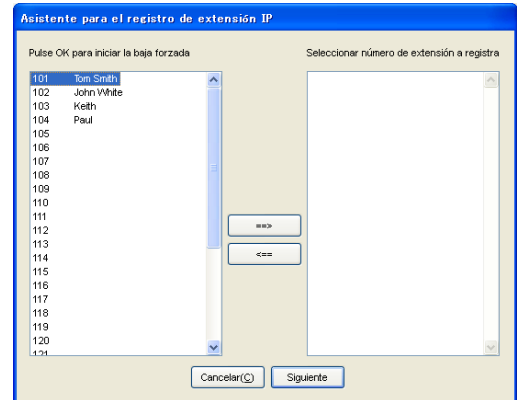 Asistente para el registro de extensión IP
Pulse OK para iniciar la baja forzada
Seleccionar número de extensión a registra
101 Tom Smith
102 John White
103 Keith
104 Paul
105
106
107
108
109
110
111
112
113
114
115
116
117
118
119
120
121
==>
<==
Cancelar(C)
Siguiente